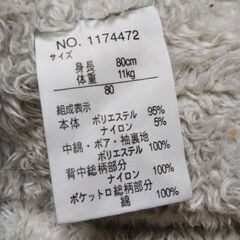 NO. 1174472
サイズ
身長 80cm
体重 11kg
80
組成表示
本体 ポリエステル 95%
ナイロン 5%
中綿・ボア・袖裏地
ポリエステル 100%
背中総柄部分
ナイロン 100%
ポケット口総柄部分
綿 100%